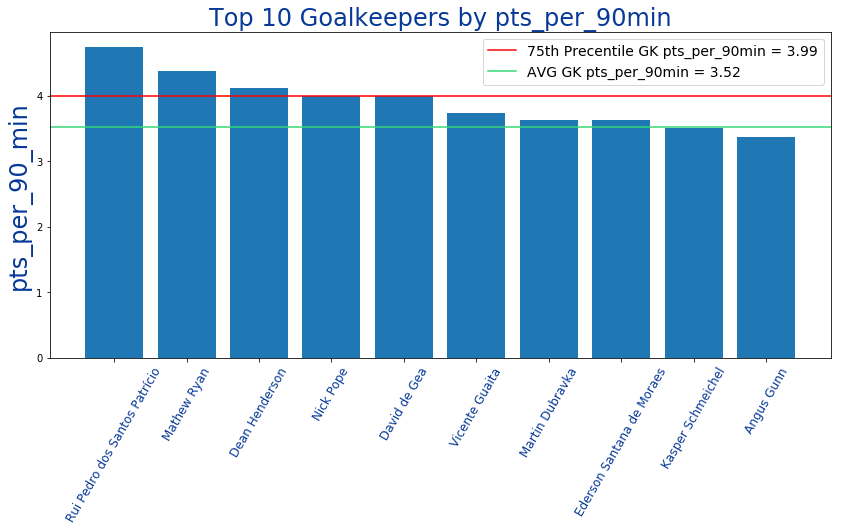 Top 10 Goalkeepers by pts_per_90min
75th Precentile GK pts_per_90min = 3.99
AVG GK pts_per_90min = 3.52
pts_per_90_min
4
3
2
1
0
Rui Pedro dos Santos Patrício
Mathew Ryan
Dean Henderson
Nick Pope
David de Gea
Vicente Guaita
Martin Dubravka
Ederson Santana de Moraes
Kasper Schmeichel
Angus Gunn